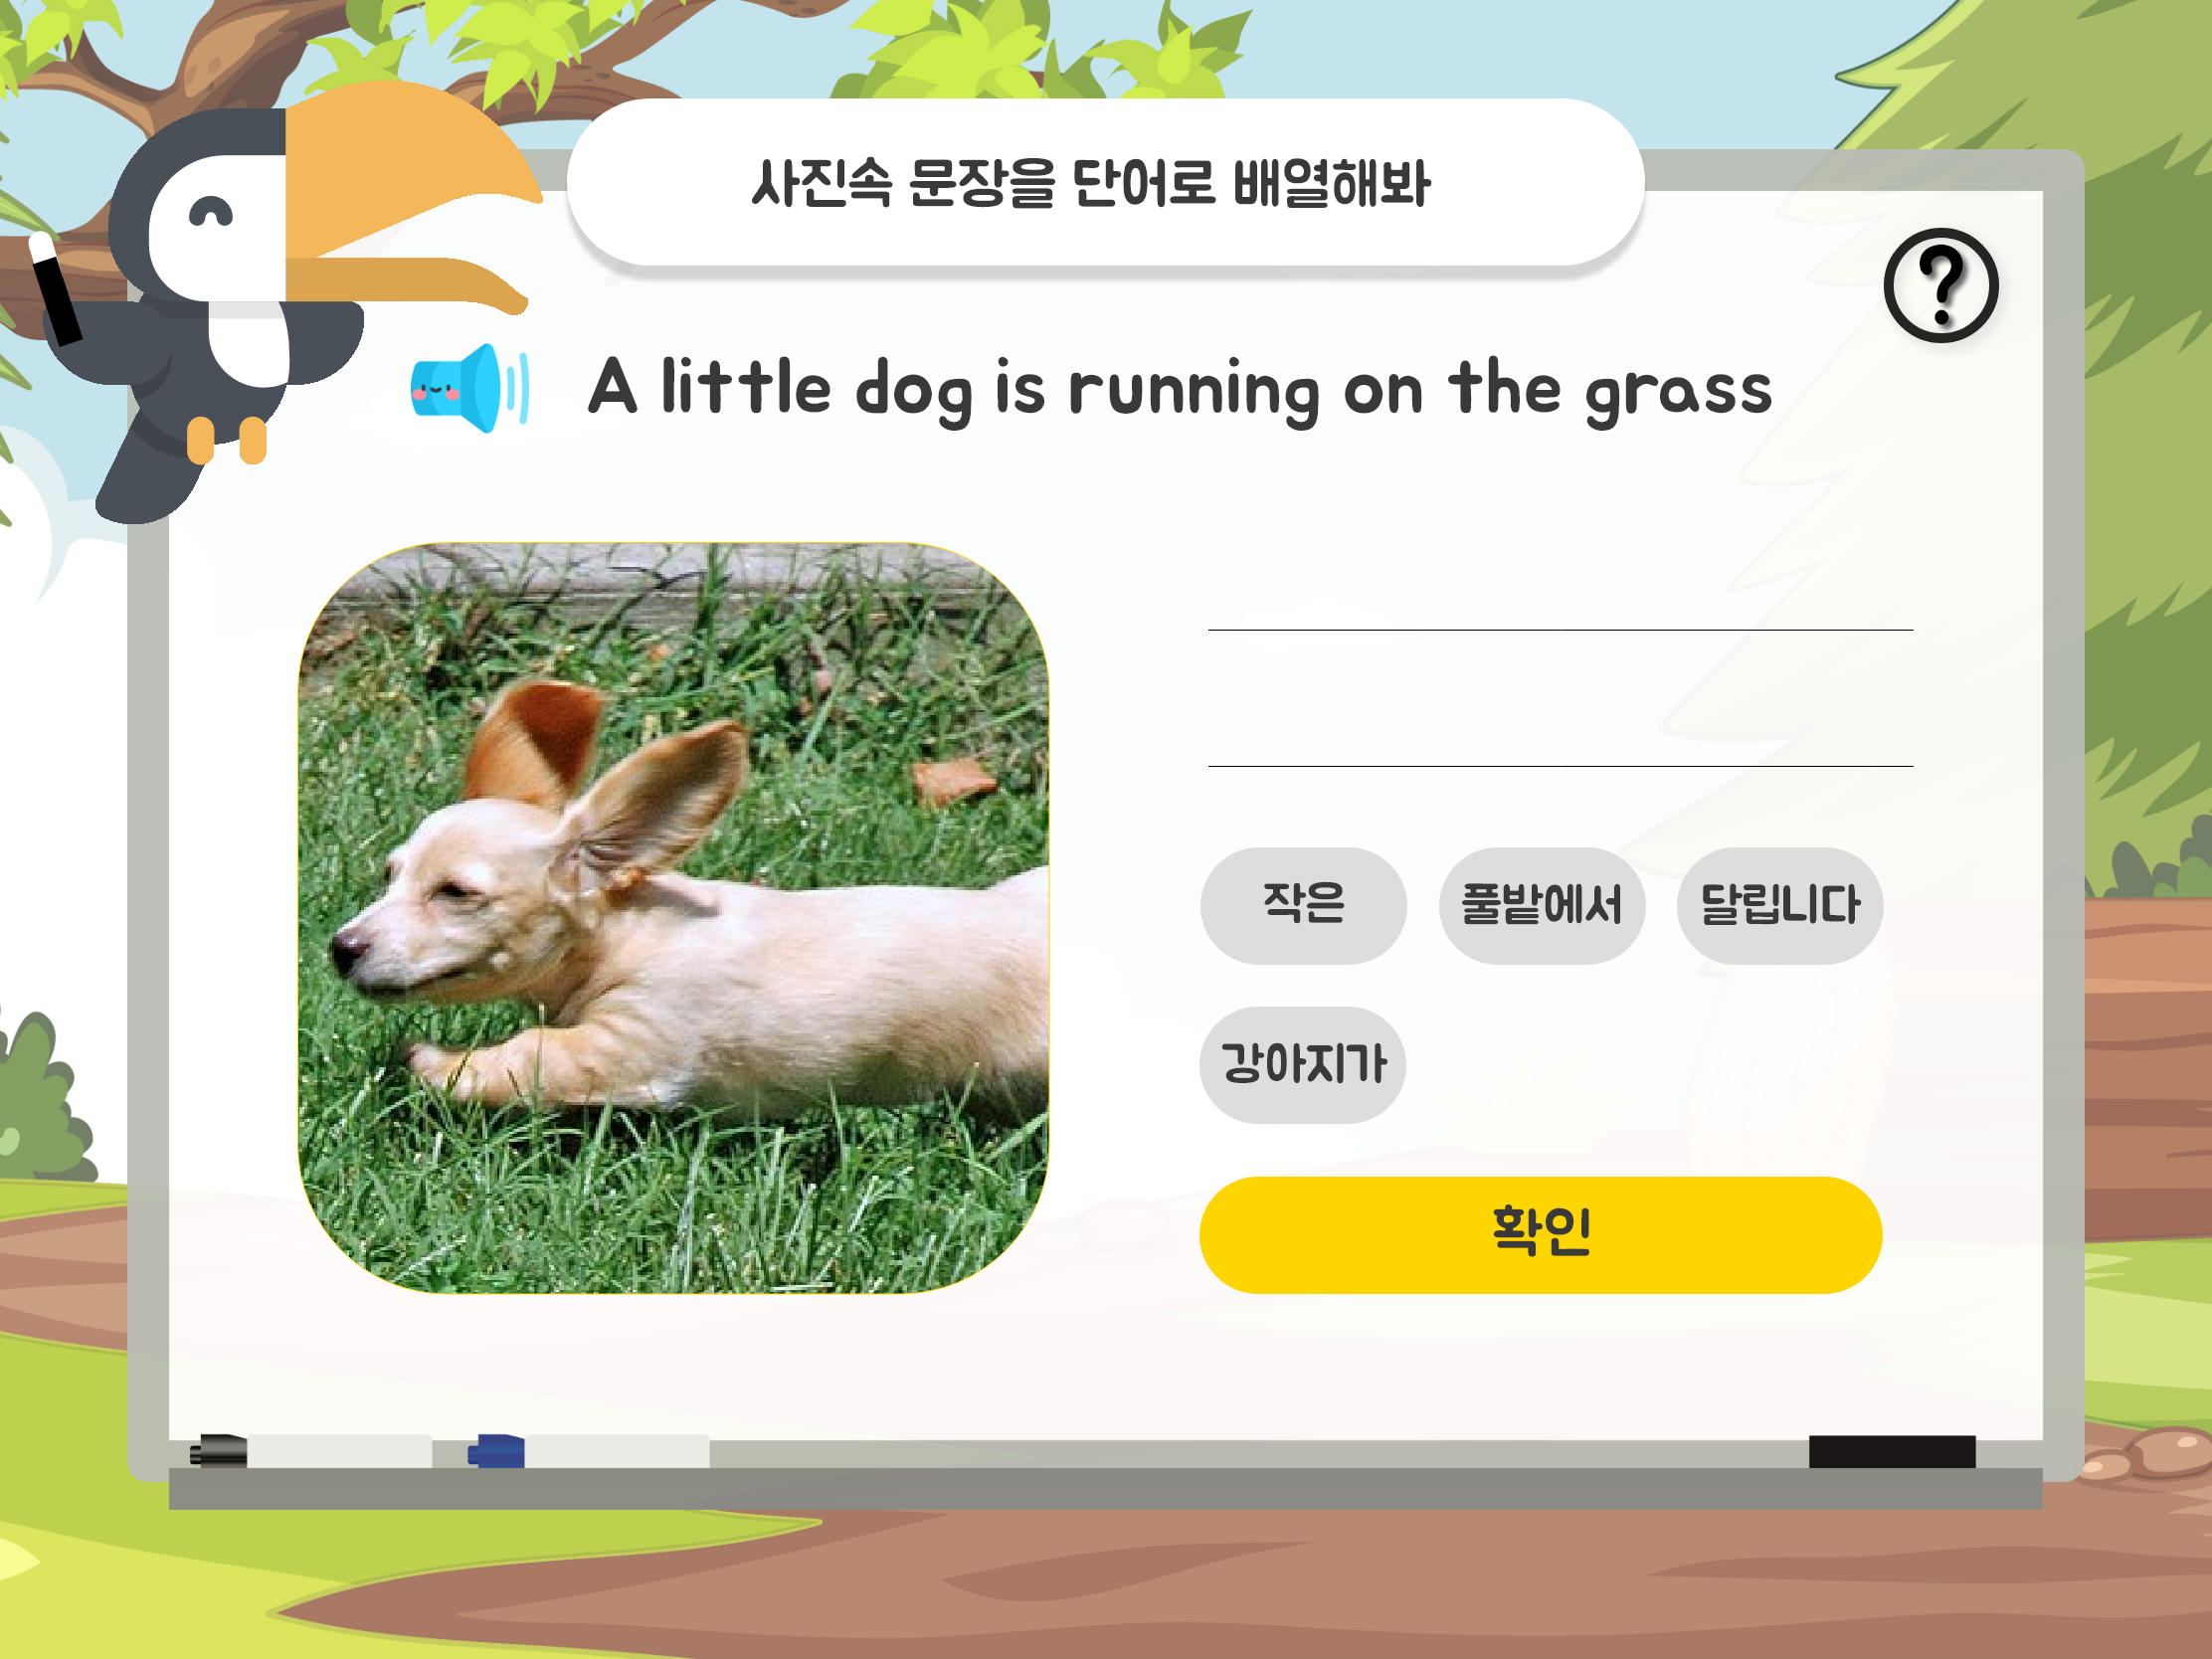 사진속 문장을 단어로 배열해봐
?
A little dog is running on the grass
작은 풀밭에서 달립니다
강아지가
확인